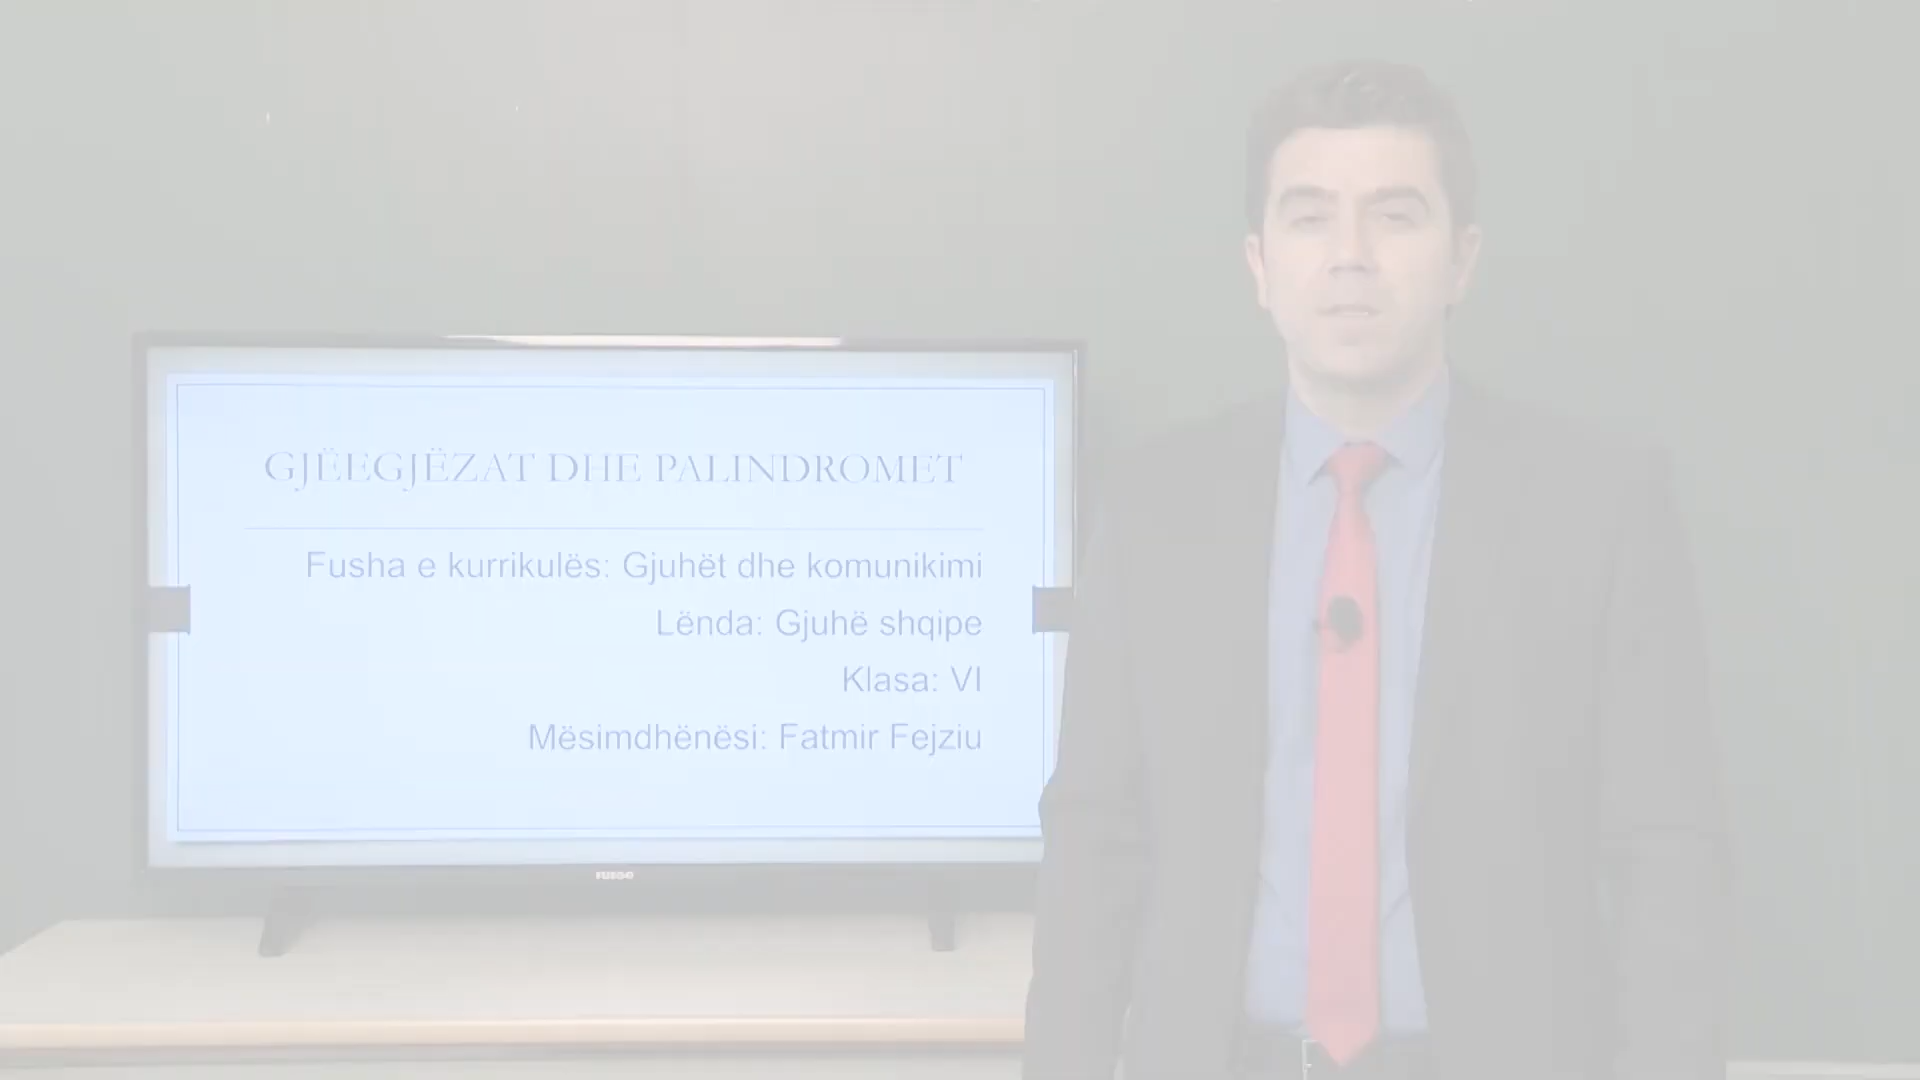 GJËEGJËZAT DHE PALINDROMET
Fusha e kurrikulës: Gjuhët dhe komunikimi
Lënda: Gjuhë shqipe
Klasa: VI
Mësimdhënësi: Fatmir Fejziu